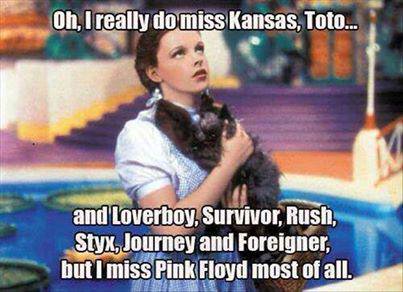 Oh, I really do miss Kansas, Toto...
and Loverboy, Survivor, Rush,
Styx, Journey and Foreigner,
but I miss Pink Floyd most of all.